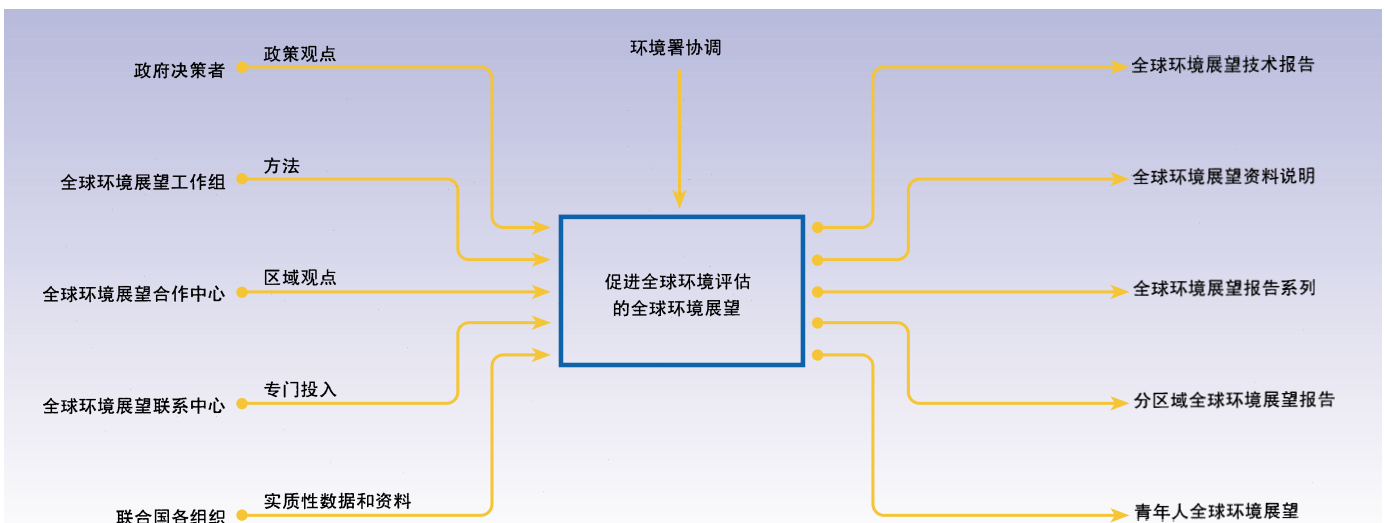 环境署协调
政府决策者
政策观点
全球环境展望工作组
方法
全球环境展望合作中心
区域观点
全球环境展望联系中心
专门投入
联合国各组织
实质性数据和资料
促进全球环境评估
的全球环境展望
全球环境展望技术报告
全球环境展望资料说明
全球环境展望报告系列
分区域全球环境展望报告
青年人全球环境展望